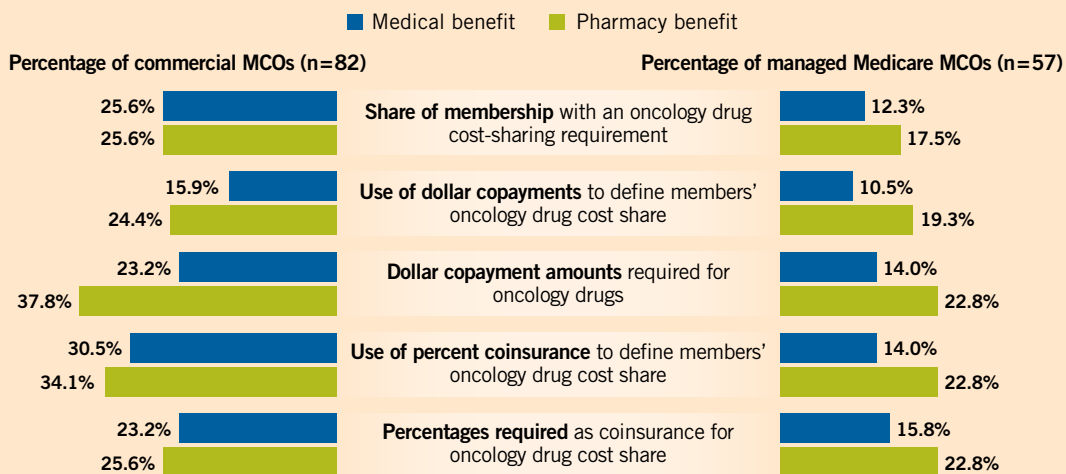 Medical benefit Pharmacy benefit
Percentage of commercial MCOs (n=82) Percentage of managed Medicare MCOs (n=57)
25.6% Share of membership with an oncology drug 12.3%
25.6% cost-sharing requirement 17.5%
15.9% Use of dollar copayments to define members’ 10.5%
24.4% oncology drug cost share 19.3%
23.2% Dollar copayment amounts required for 14.0%
37.8% oncology drugs 22.8%
30.5% Use of percent coinsurance to define members’ 14.0%
34.1% oncology drug cost share 22.8%
23.2% Percentages required as coinsurance for 15.8%
25.6% oncology drug cost share 22.8%